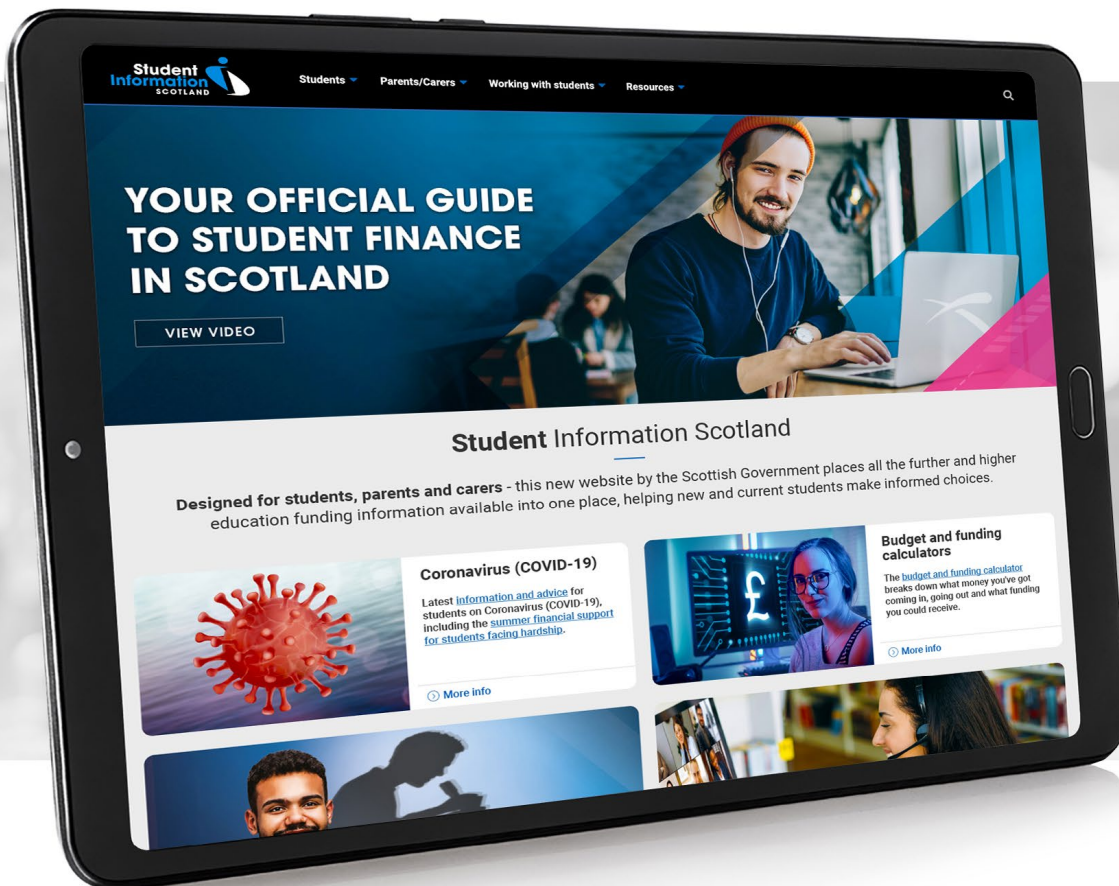 Student
Information
SCOTLAND
Students
Parents/Carers
Working with students
Resources
YOUR OFFICIAL GUIDE
TO STUDENT FINANCE
IN SCOTLAND
VIEW VIDEO
Student Information Scotland
Designed for students, parents and carers - this new website by the Scottish Government places all the further and higher
education funding information available into one place, helping new and current students make informed choices.
Coronavirus (COVID-19)
Latest information and advice for
students on Coronavirus (COVID-19),
including the summer financial support
for students facing hardship.
More info
£
Budget and funding
calculators
The budget and funding calculator
breaks down what money you've got
coming in, going out and what funding
you could receive.
More info